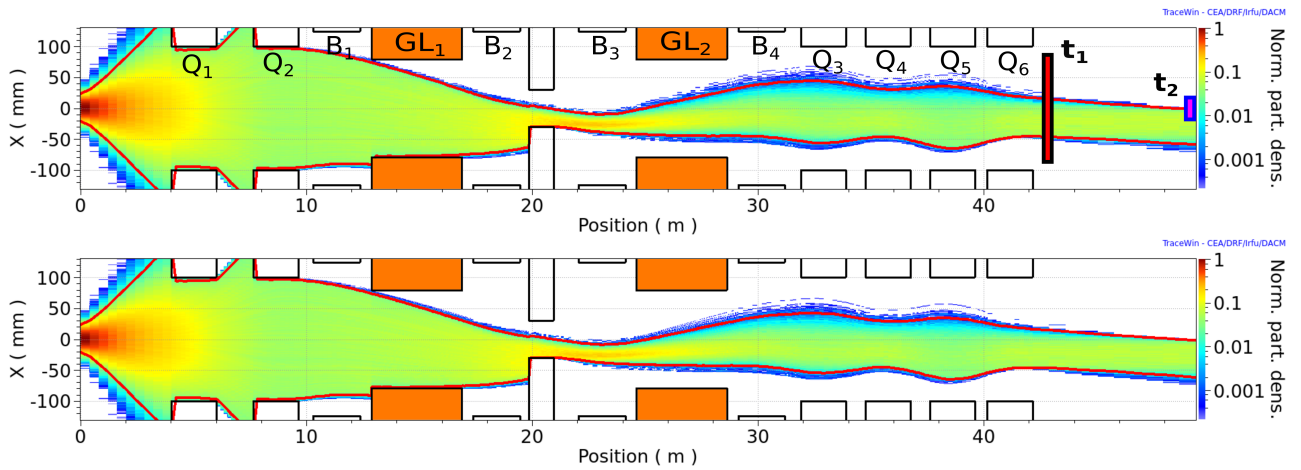 TraceWin - CEA/DRF/Irfu/DACM
X ( mm )
100
50
0
-50
-100
Q1
Q2
B1
GL1
B2
B3
GL2
B4
Q3
Q4
Q5
Q6
t1
t2
0 10 20 30 40
Position ( m )
1
0.1
0.01
0.001
Norm. part. dens.
TraceWin - CEA/DRF/Irfu/DACM
X ( mm )
100
50
0
-50
-100
0 10 20 30 40
Position ( m )
1
0.1
0.01
0.001
Norm. part. dens.